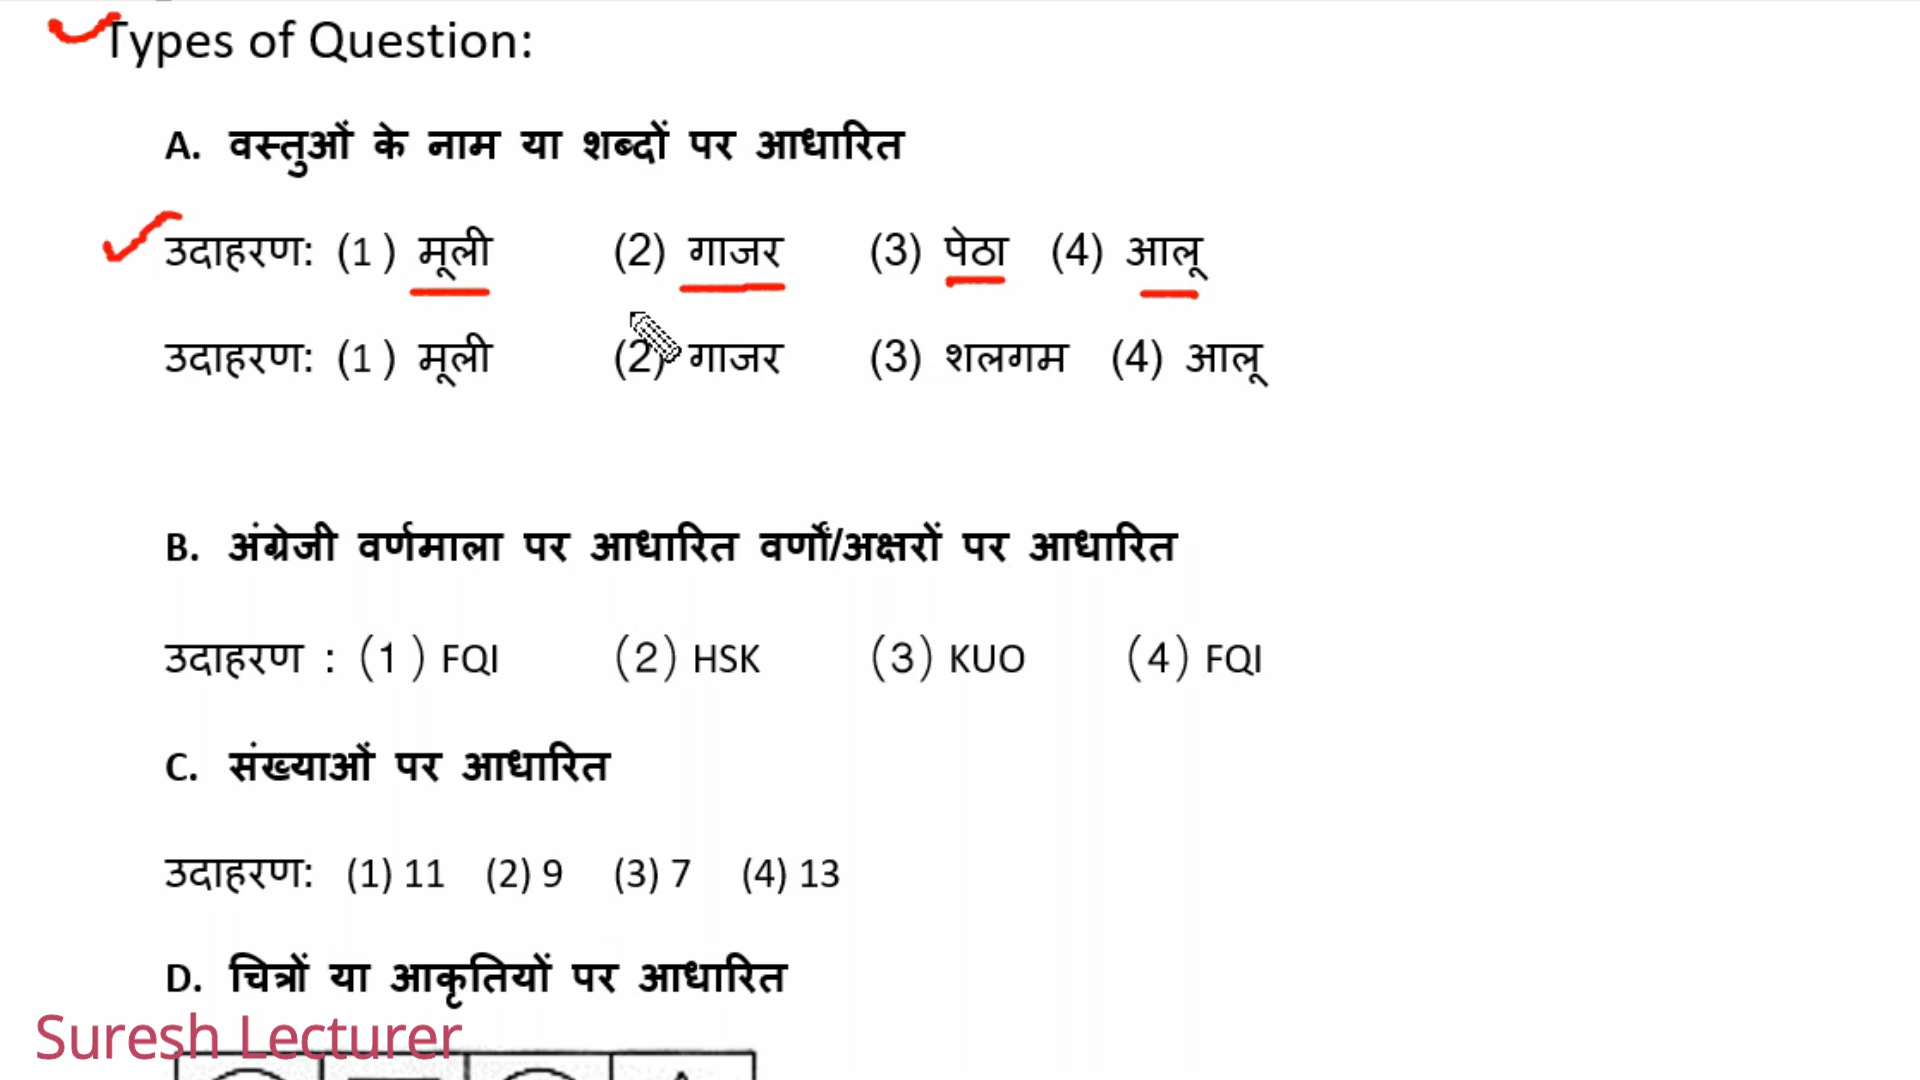 Types of Question:
A. वस्तुओं के नाम या शब्दों पर आधारित
उदाहरण: (1 ) मूली (2) गाजर (3) पेठा (4) आलू
उदाहरण: (1 ) मूली (2) गाजर (3) शलगम (4) आलू
B. अंग्रेजी वर्णमाला पर आधारित वर्णों/अक्षरों पर आधारित
उदाहरण : (1 ) FQI (2) HSK (3) KUO (4) FQI
C. संख्याओं पर आधारित
उदाहरण: (1) 11 (2) 9 (3) 7 (4) 13
D. चित्रों या आकृतियों पर आधारित
Suresh Lecturer